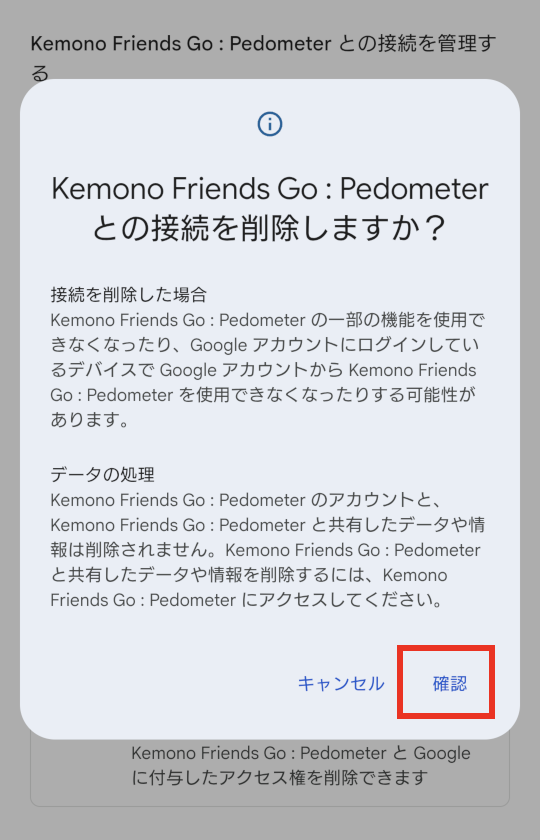 Kemono Friends Go : Pedometer との接続を管理す
る
Kemono Friends Go : Pedometer
との接続を削除しますか？
接続を削除した場合
Kemono Friends Go : Pedometer の一部の機能を使用で
きなくなったり、Google アカウントにログインしてい
るデバイスで Google アカウントから Kemono Friends
Go : Pedometer を使用できなくなったりする可能性が
あります。
データの処理
Kemono Friends Go : Pedometer のアカウントと、
Kemono Friends Go : Pedometer と共有したデータや情
報は削除されません。Kemono Friends Go : Pedometer
と共有したデータや情報を削除するには、Kemono
Friends Go : Pedometer にアクセスしてください。
キャンセル 確認
Kemono Friends Go : Pedometer と Google
に付与したアクセス権を削除できます